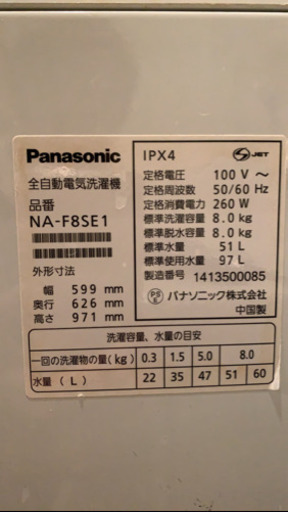 Panasonic
全自動電気洗濯機
品番
NA-F8SE1
外形寸法
幅 599 mm
奥行 626 mm
高さ 971 mm
IPX4
S JET
定格電圧 100 V ～
定格周波数 50/60 Hz
定格消費電力 260 W
標準洗濯容量 8.0 kg
標準脱水容量 8.0 kg
標準水量 51 L
標準使用水量 97 L
製造番号 1413500085
PS E パナソニック株式会社
中国製
洗濯容量、水量の目安
一回の洗濯物の量(kg) 0.3 1.5 5.0 8.0
水量 ( L ) 22 35 47 51 60